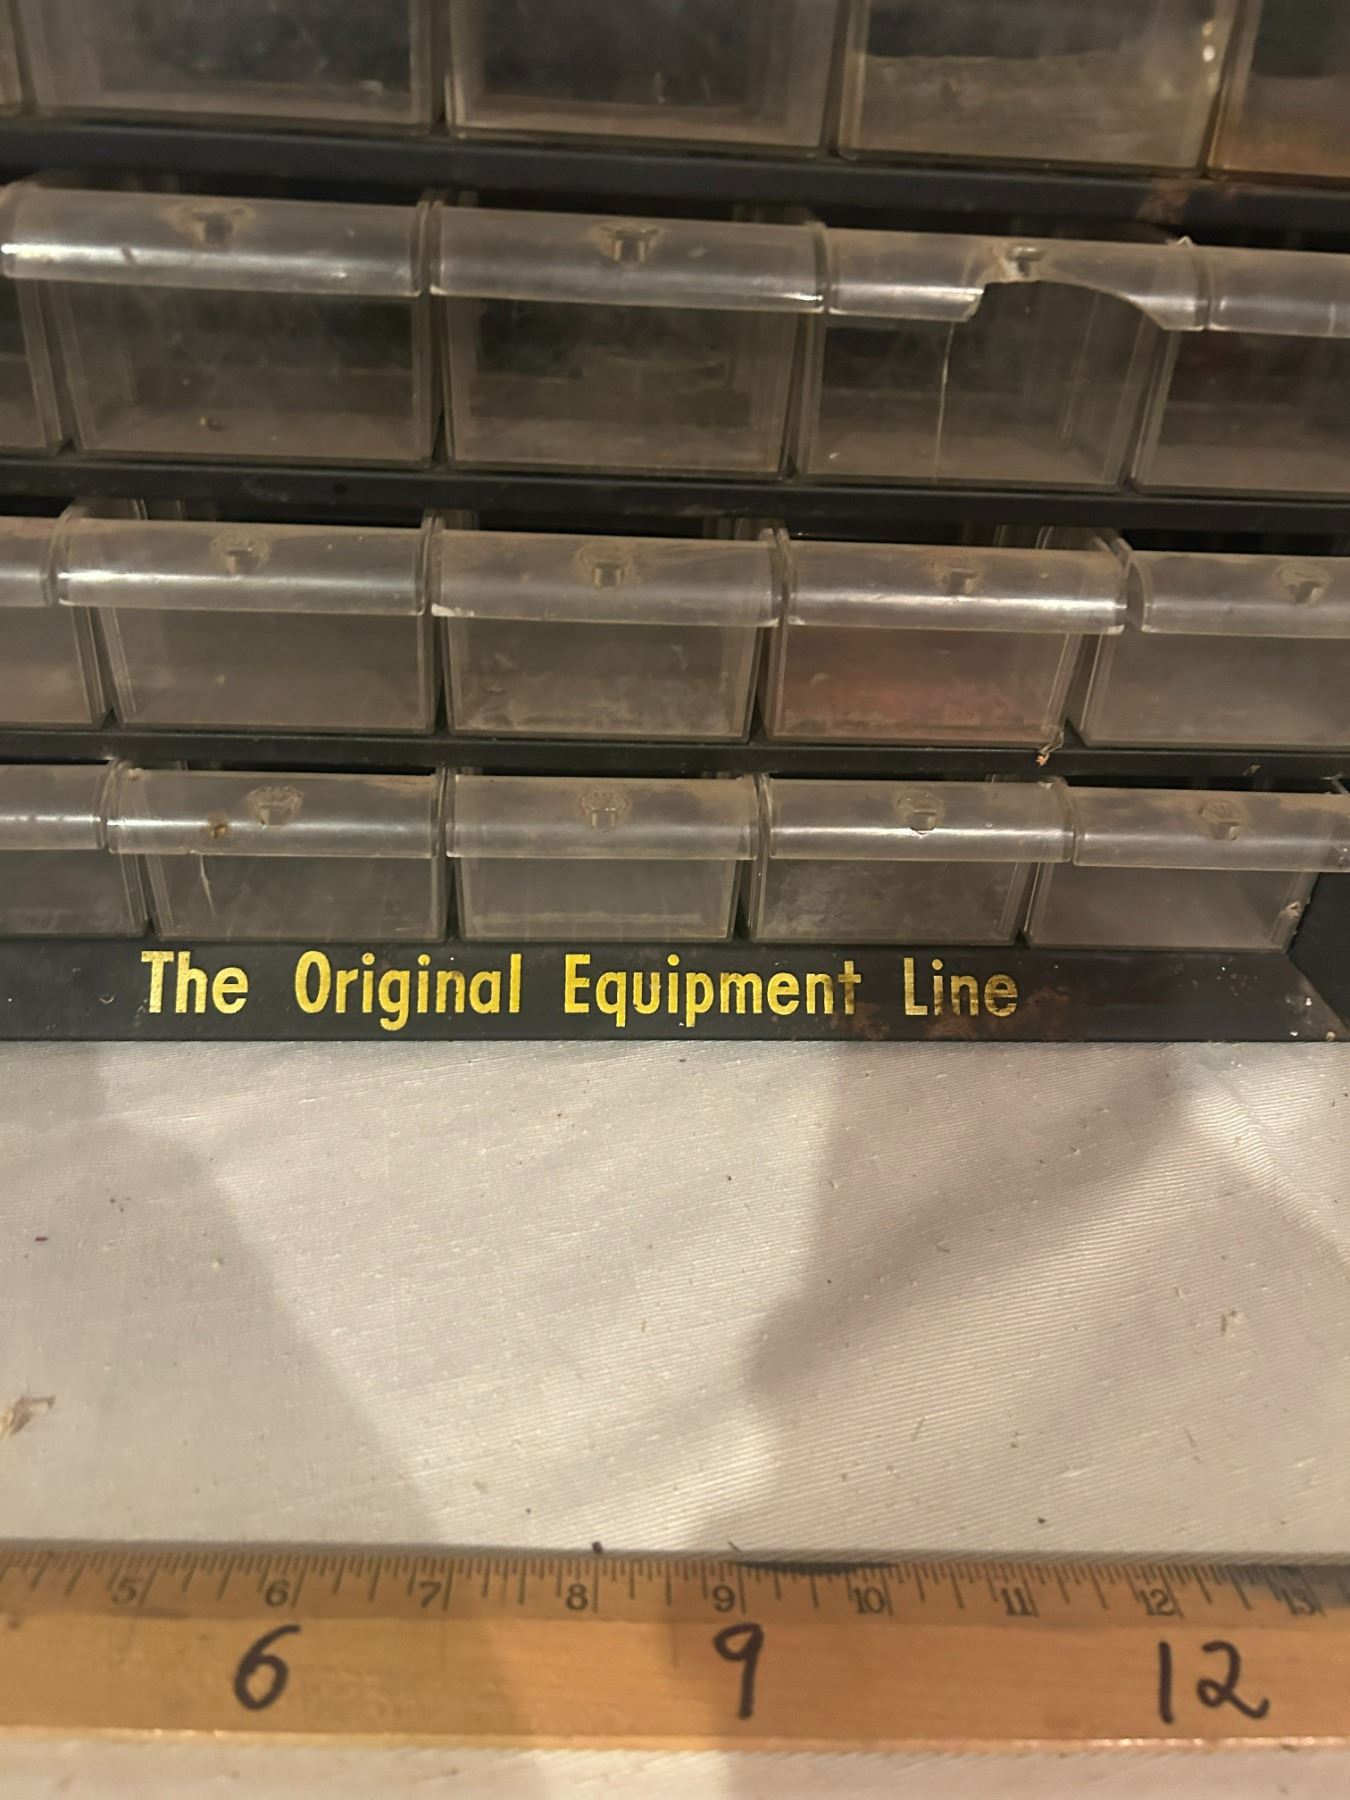 The Original Equipment Line
5 6 7 8 9 10 11 12 13
6 9 12